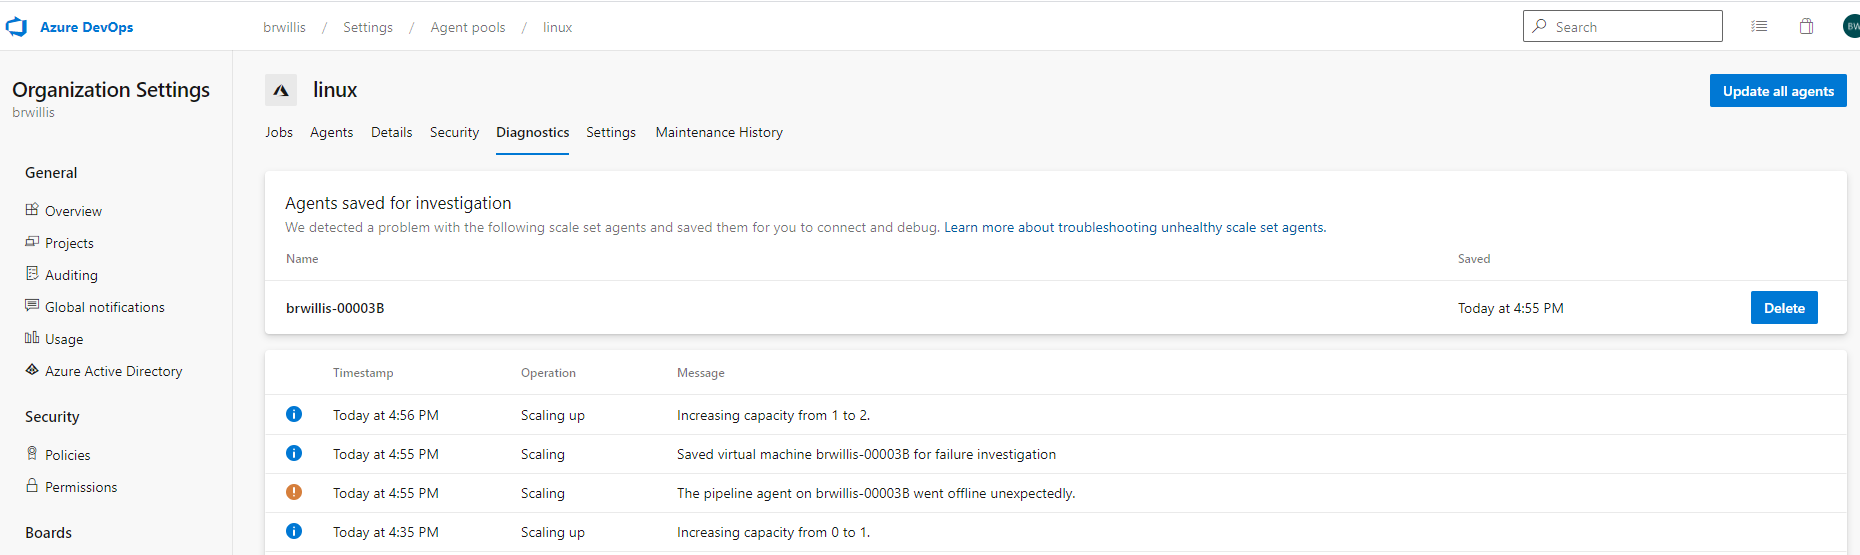 Azure DevOps
brwillis / Settings / Agent pools / linux
Search
BW
Organization Settings
brwillis
General
Overview
Projects
Auditing
Global notifications
Usage
Azure Active Directory
Security
Policies
Permissions
Boards
linux
Update all agents
Jobs Agents Details Security Diagnostics Settings Maintenance History
Agents saved for investigation
We detected a problem with the following scale set agents and saved them for you to connect and debug. Learn more about troubleshooting unhealthy scale set agents.
Name Saved
brwillis-00003B Today at 4:55 PM Delete
Timestamp Operation Message
Today at 4:56 PM Scaling up Increasing capacity from 1 to 2.
Today at 4:55 PM Scaling Saved virtual machine brwillis-00003B for failure investigation
Today at 4:55 PM Scaling The pipeline agent on brwillis-00003B went offline unexpectedly.
Today at 4:35 PM Scaling up Increasing capacity from 0 to 1.